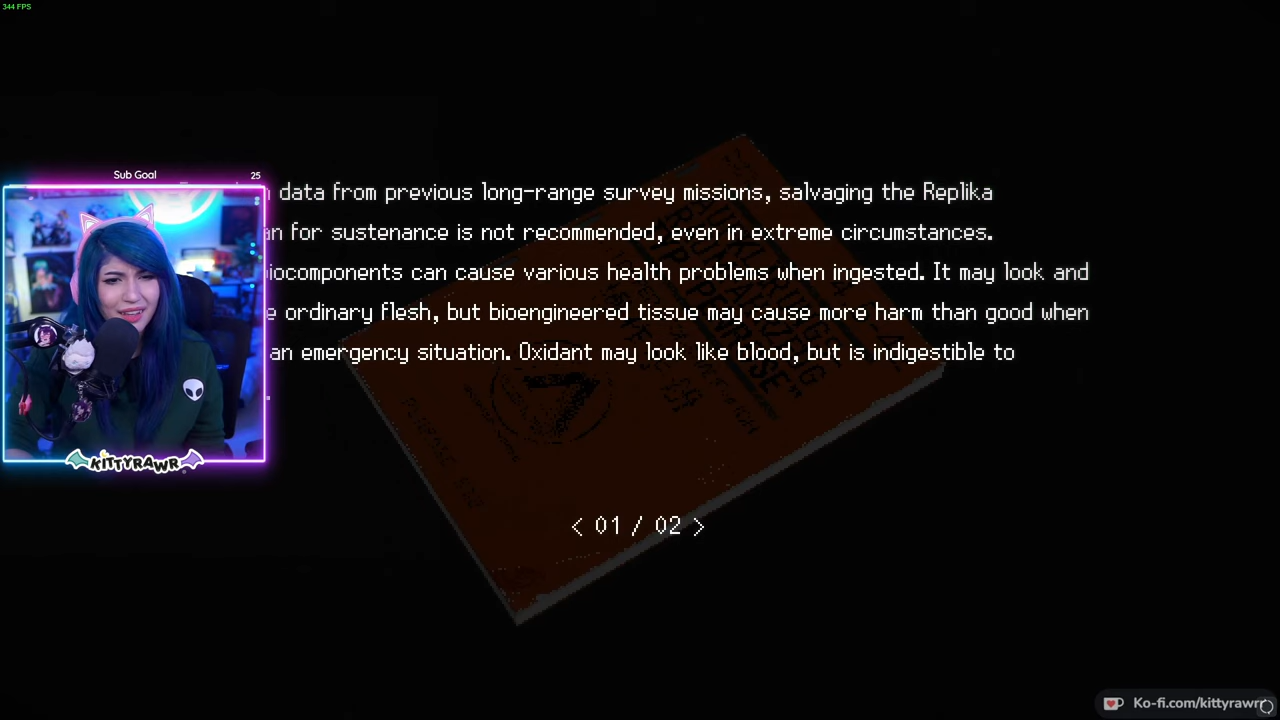 344 FPS
Sub Goal 25
data from previous long-range survey missions, salvaging the Replika
for sustenance is not recommended, even in extreme circumstances.
biocomponents can cause various health problems when ingested. It may look and
ordinary flesh, but bioengineered tissue may cause more harm than good when
an emergency situation. Oxidant may look like blood, but is indigestible to
KITTYRAWR
< 01 / 02 >
Ko-fi.com/kittyrawr